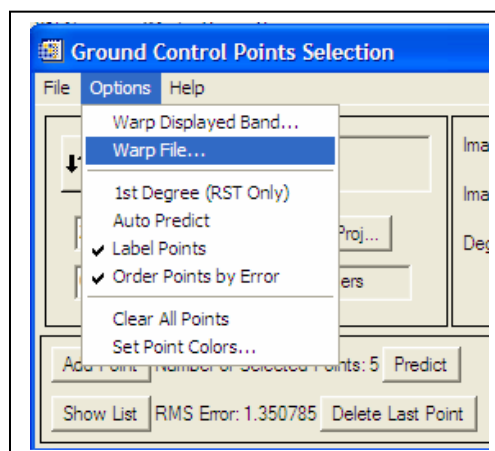 Ground Control Points Selection
File Options Help
Warp Displayed Band...
Warp File...
1st Degree (RST Only)
Auto Predict
Label Points
Order Points by Error
Clear All Points
Set Point Colors...
Ima
Ima
Deg
Proj...
ers
Add Point Number of Selected Points: 5 Predict
Show List RMS Error: 1.350785 Delete Last Point